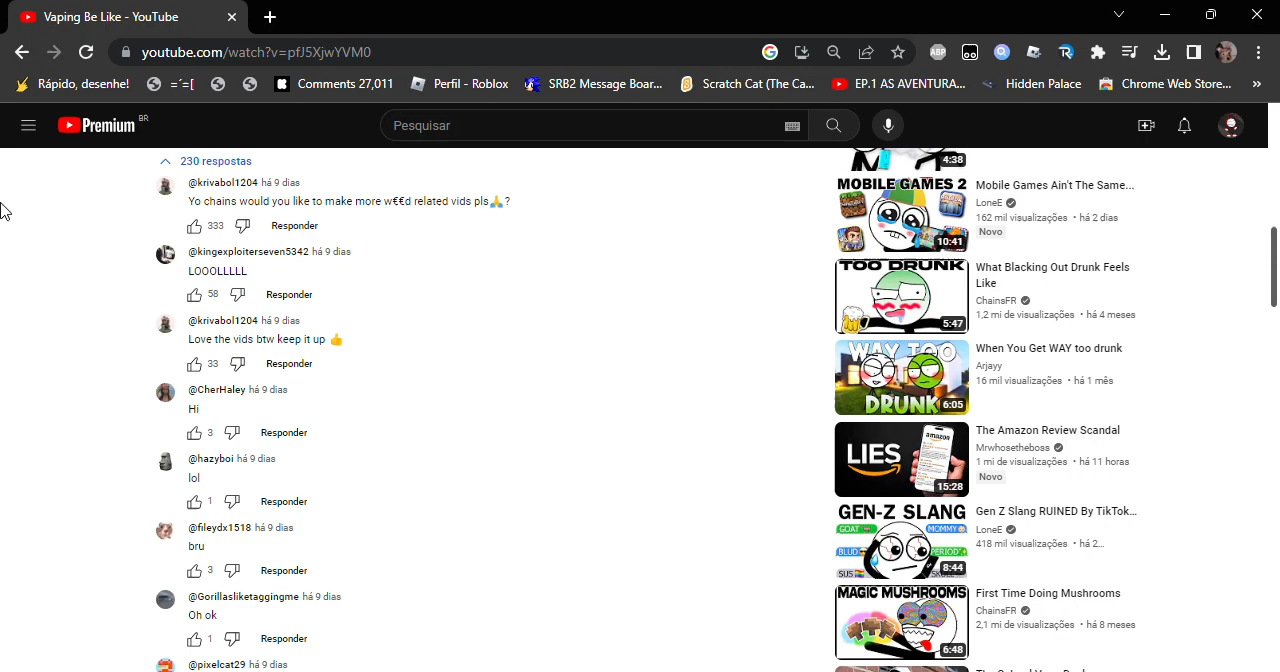 Vaping Be Like - YouTube
youtube.com/watch?v=pfJ5XjwYVM0
ABP
Rápido, desenhe!
=´=[
Comments 27,011
Perfil - Roblox
SRB2 Message Boar...
Scratch Cat (The Ca...
EP.1 AS AVENTURA...
Hidden Palace
Chrome Web Store...
»
Premium BR
Pesquisar
230 respostas
@krivabol1204 há 9 dias
Yo chains would you like to make more w€€d related vids pls🙏?
333 Responder
@kingexploiterseven5342 há 9 dias
LOOOLLLLL
58 Responder
@krivabol1204 há 9 dias
Love the vids btw keep it up 👍
33 Responder
@CherHaley há 9 dias
Hi
3 Responder
@hazyboi há 9 dias
lol
1 Responder
@fileydx1518 há 9 dias
bru
3 Responder
@Gorillasliketaggingme há 9 dias
Oh ok
1 Responder
@pixelcat29 há 9 dias
4:38
MOBILE GAMES 2
10:41
Mobile Games Ain't The Same...
LoneE
162 mil visualizações • há 2 dias
Novo
TOO DRUNK
5:47
What Blacking Out Drunk Feels
Like
ChainsFR
1,2 mi de visualizações • há 4 meses
WAY TOO
DRUNK
6:05
When You Get WAY too drunk
Arjayy
16 mil visualizações • há 1 mês
LIES
amazon
15:28
The Amazon Review Scandal
Mrwhosetheboss
1 mi de visualizações • há 11 horas
Novo
GEN-Z SLANG
GOAT
MOMMY
BLUD
PERIOD
SUS
8:44
Gen Z Slang RUINED By TikTok...
LoneE
418 mil visualizações • há 2...
MAGIC MUSHROOMS
6:48
First Time Doing Mushrooms
ChainsFR
2,1 mi de visualizações • há 8 meses